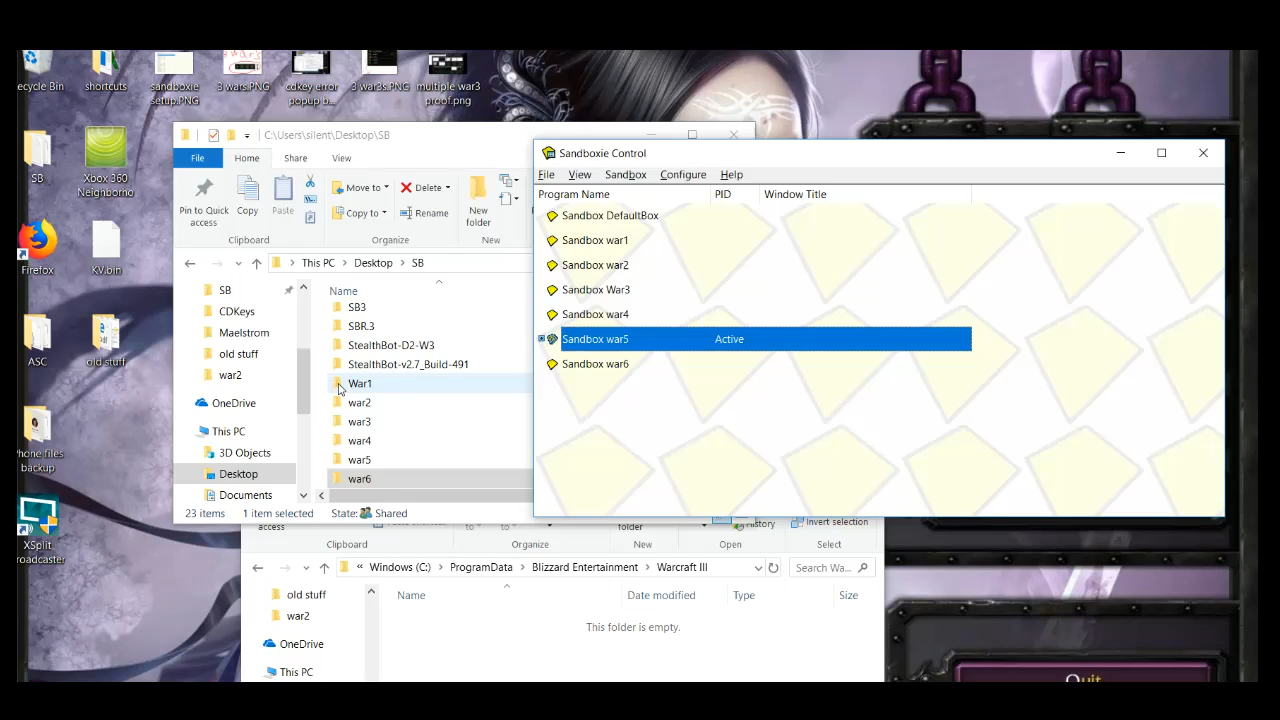 ecycle Bin
shortcuts
sandboxie
setup.PNG
3 wars.PNG
cdkey error
popup b...
3 war3s.PNG
multiple war3
proof.png
SB
Xbox 360
Neighborho
Firefox
KV.bin
ASC
old stuff
hone files
backup
XSplit
roadcaster
C:\Users\silent\Desktop\SB
File
Home
Share
View
Pin to Quick
access
Copy
Paste
Move to
Copy to
Delete
Rename
New
folder
Clipboard
Organize
New
This PC
Desktop
SB
SB
CDKeys
Maelstrom
old stuff
war2
OneDrive
This PC
3D Objects
Desktop
Documents
Name
SB3
SBR.3
StealthBot-D2-W3
StealthBot-v2.7_Build-491
War1
war2
war3
war4
war5
war6
23 items
1 item selected
State:
Shared
Sandboxie Control
File View Sandbox Configure Help
Program Name PID Window Title
Sandbox DefaultBox
Sandbox war1
Sandbox war2
Sandbox War3
Sandbox war4
Sandbox war5 Active
Sandbox war6
access
folder
History
Invert selection
Clipboard
Organize
New
Open
Select
« Windows (C:) ProgramData Blizzard Entertainment Warcraft III
Search Wa...
old stuff
war2
OneDrive
This PC
Name Date modified Type Size
This folder is empty.
Quit